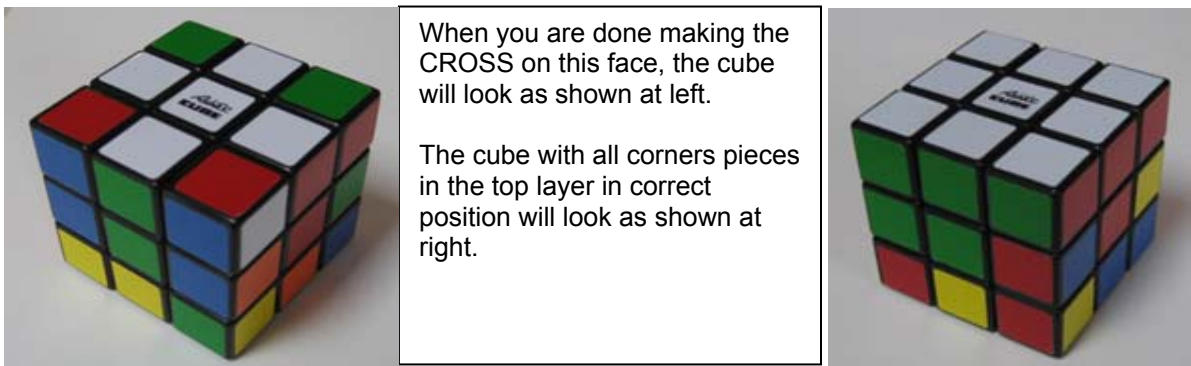 When you are done making the
CROSS on this face, the cube
will look as shown at left.
The cube with all corners pieces
in the top layer in correct
position will look as shown at
right.